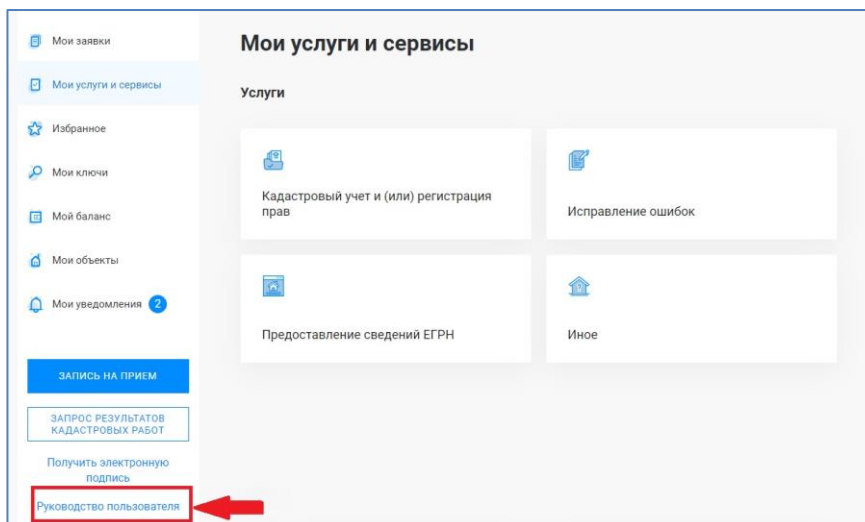 Мои заявки
Мои услуги и сервисы
Избранное
Мои ключи
Мой баланс
Мои объекты
Мои уведомления 2
ЗАПИСЬ НА ПРИЕМ
ЗАПРОС РЕЗУЛЬТАТОВ
КАДАСТРОВЫХ РАБОТ
Получить электронную
подпись
Руководство пользователя
Мои услуги и сервисы
Услуги
Кадастровый учет и (или) регистрация
прав
Исправление ошибок
Предоставление сведений ЕГРН
Иное